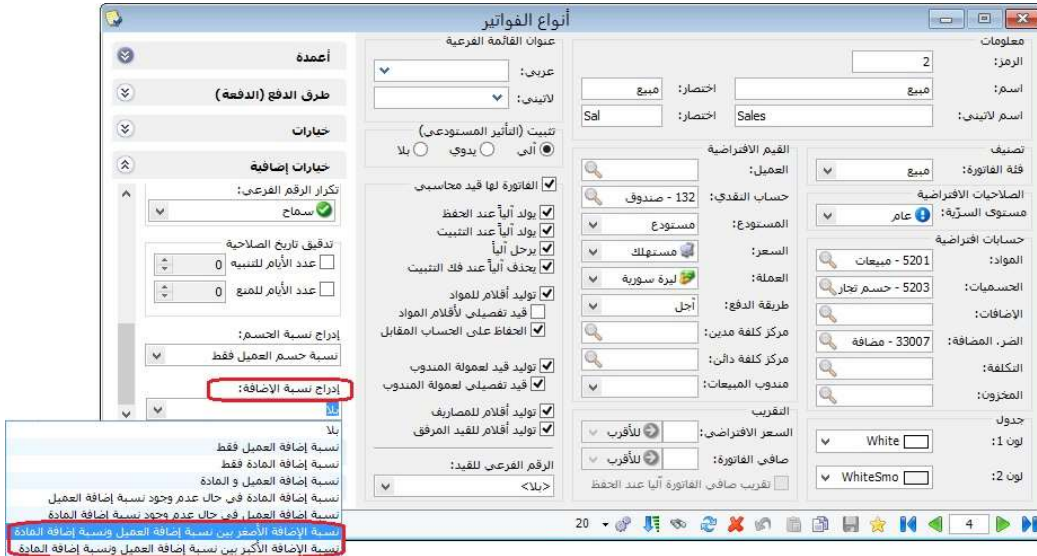 أنواع الفواتير
معلومات
الرمز: 2
اسم: مبيع
اختصار: مبيع
اسم لاتيني: Sales
اختصار: Sal
تصنيف
فئة الفاتورة: مبيع
الصلاحيات الافتراضية
مستوى السرّية: عام
حسابات افتراضية
المواد: 5201 - مبيعات
الحسميات: 5203 - حسم تجار
الإضافات:
الضر. المضافة: 33007 - مضافة
التكلفة:
المخزون:
جدول
لون 1: White
لون 2: WhiteSmo
القيم الافتراضية
العميل:
حساب النقدي: 132 - صندوق
المستودع: مستودع
السعر: مستهلك
العملة: ليرة سورية
طريقة الدفع: آجل
مركز كلفة مدين:
مركز كلفة دائن:
مندوب المبيعات:
التقريب
السعر الافتراضي: للأقرب
صافي الفاتورة: للأقرب
تقريب صافي الفاتورة آليا عند الحفظ
عنوان القائمة الفرعية
عربي:
لاتيني:
تثبيت (التأثير المستودعي)
آلي يدوي بلا
الفاتورة لها قيد محاسبي
يولد آلياً عند الحفظ
يولد آلياً عند التثبيت
يرحل آلياً
يحذف آلياً عند فك التثبيت
توليد أقلام للمواد
قيد تفصيلي لأقلام المواد
الحفاظ على الحساب المقابل
توليد قيد لعمولة المندوب
قيد تفصيلي لعمولة المندوب
توليد أقلام للمصاريف
توليد أقلام للقيد المرفق
الرقم الفرعي للقيد:
<بلا>
أعمدة
طرق الدفع (الدفعة)
خيارات
خيارات إضافية
تكرار الرقم الفرعي:
سماح
تدقيق تاريخ الصلاحية
عدد الأيام للتنبيه 0
عدد الأيام للمنع 0
إدراج نسبة الحسم:
نسبة حسم العميل فقط
إدراج نسبة الإضافة:
بلا
بلا
نسبة إضافة العميل فقط
نسبة إضافة المادة فقط
نسبة إضافة العميل و المادة
نسبة إضافة المادة في حال عدم وجود نسبة إضافة العميل
نسبة إضافة العميل في حال عدم وجود نسبة إضافة المادة
نسبة الإضافة الأصغر بين نسبة إضافة العميل ونسبة إضافة المادة
نسبة الإضافة الأكبر بين نسبة إضافة العميل ونسبة إضافة المادة
4
20